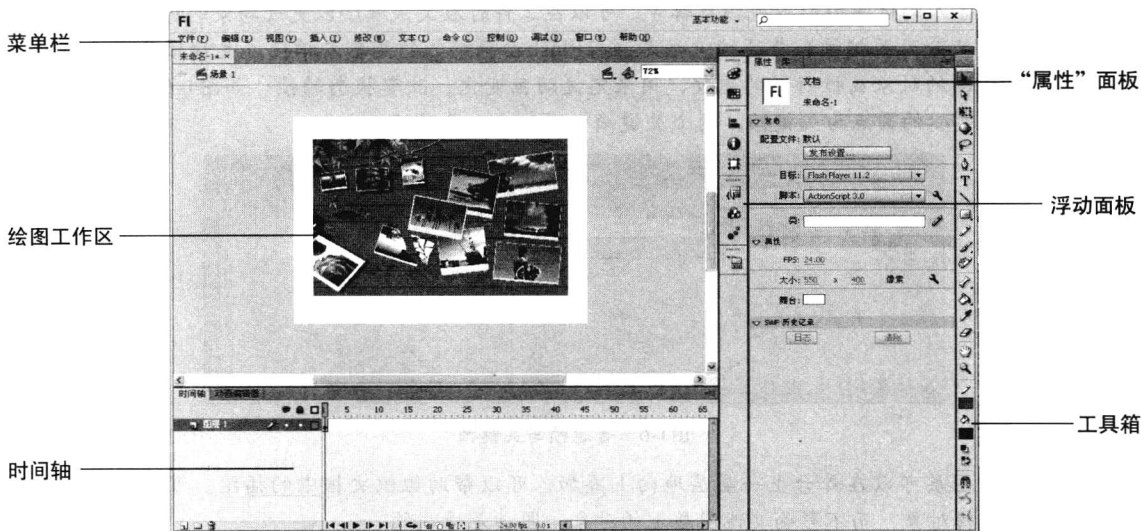 Fl
基本功能
文件(F) 编辑(E) 视图(V) 插入(I) 修改(M) 文本(T) 命令(C) 控制(O) 调试(D) 窗口(W) 帮助(H)
菜单栏
未命名-1* ×
场景 1
72%
属性 库
Fl
文档
未命名-1
“属性”面板
发布
配置文件: 默认
发布设置...
目标: Flash Player 11.2
脚本: ActionScript 3.0
类:
浮动面板
绘图工作区
属性
FPS: 24.00
大小: 550 x 400 像素
舞台:
SWF 历史记录
日志 清除
时间轴 动画编辑器
5 10 15 20 25 30 35 40 45 50 55 60 65
图层 1
工具箱
时间轴
1 24.00 fps 0.0 s